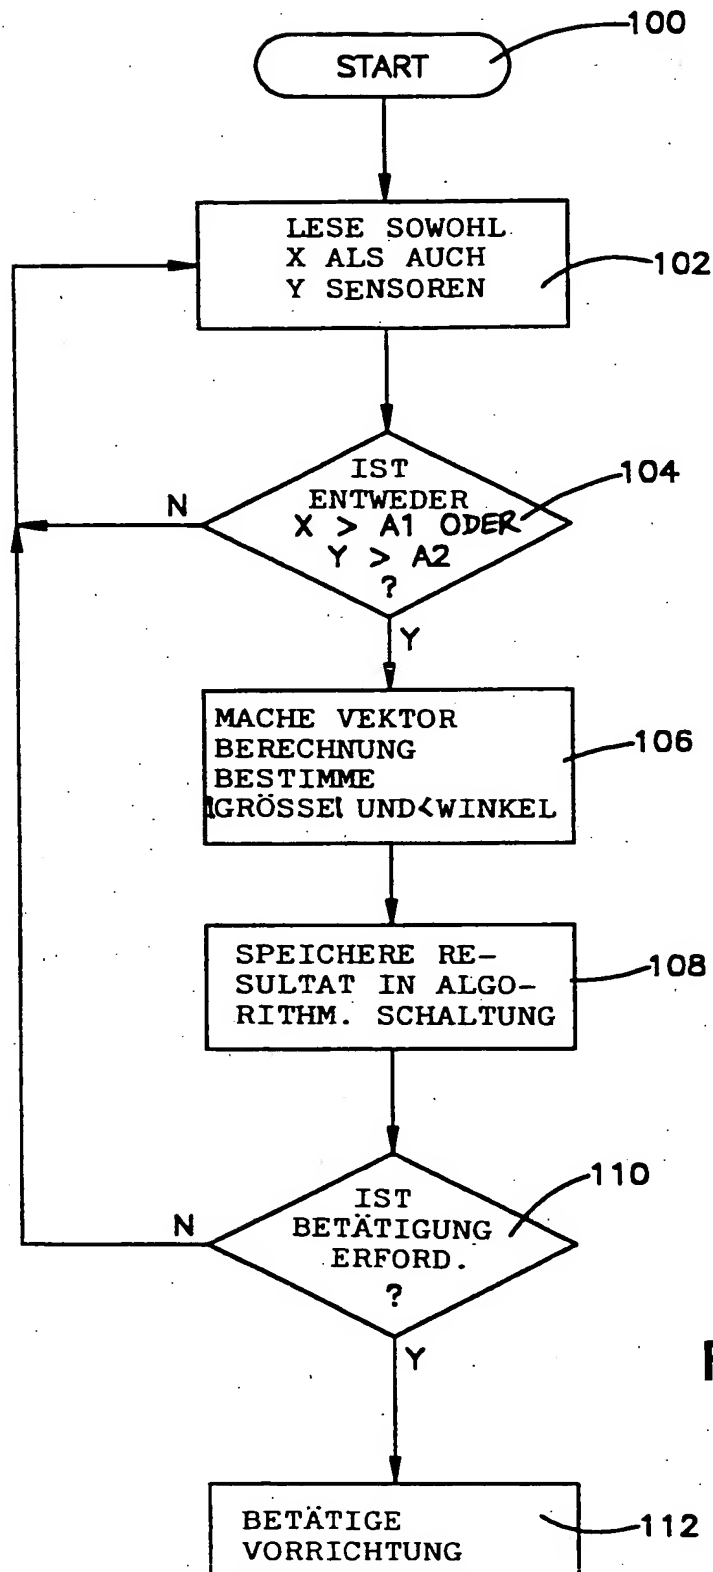 100
START
LESE SOWOHL
X ALS AUCH
Y SENSOREN
102
IST
ENTWEDER
X > A1 ODER
Y > A2
?
104
N
Y
MACHE VEKTOR
BERECHNUNG
BESTIMME
|GRÖSSE| UND<WINKEL
106
SPEICHERE RE-
SULTAT IN ALGO-
RITHM. SCHALTUNG
108
IST
BETÄTIGUNG
ERFORD.
?
110
N
Y
BETÄTIGE
VORRICHTUNG
112